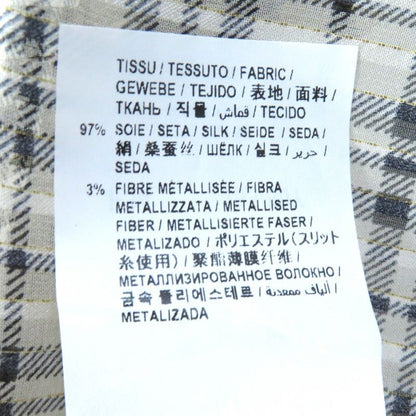 TISSU / TESSUTO / FABRIC /
GEWEBE / TEJIDO / 表地 / 面料 /
ТКАНЬ / 직물 / قماش / TECIDO
97% SOIE / SETA / SILK / SEIDE / SEDA /
絹 / 桑蚕丝 / ШЁЛК / 실크 / حرير /
SEDA
3% FIBRE MÉTALLISÉE / FIBRA
METALLIZZATA / METALLISED
FIBER / METALLISIERTE FASER /
METALIZADO / ポリエステル(スリット
糸使用) / 聚酯薄膜纤维 /
МЕТАЛЛИЗИРОВАННОЕ ВОЛОКНО /
금속 폴리에스테르 / ألياف معدنية /
METALIZADA